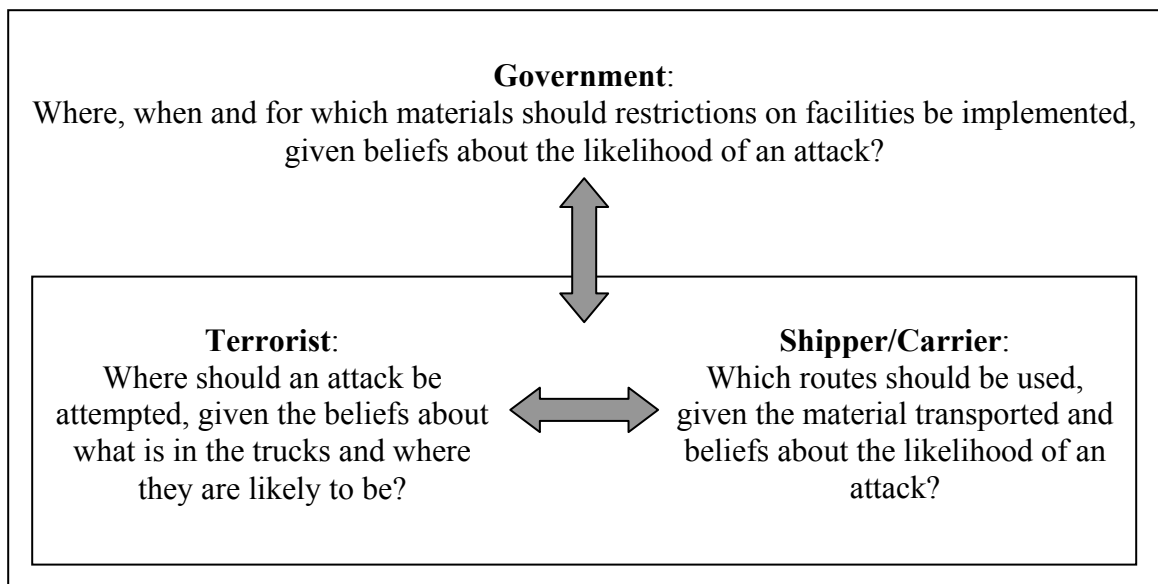 Government:
Where, when and for which materials should restrictions on facilities be implemented,
given beliefs about the likelihood of an attack?
Terrorist:
Where should an attack be
attempted, given the beliefs about
what is in the trucks and where
they are likely to be?
Shipper/Carrier:
Which routes should be used,
given the material transported and
beliefs about the likelihood of an
attack?